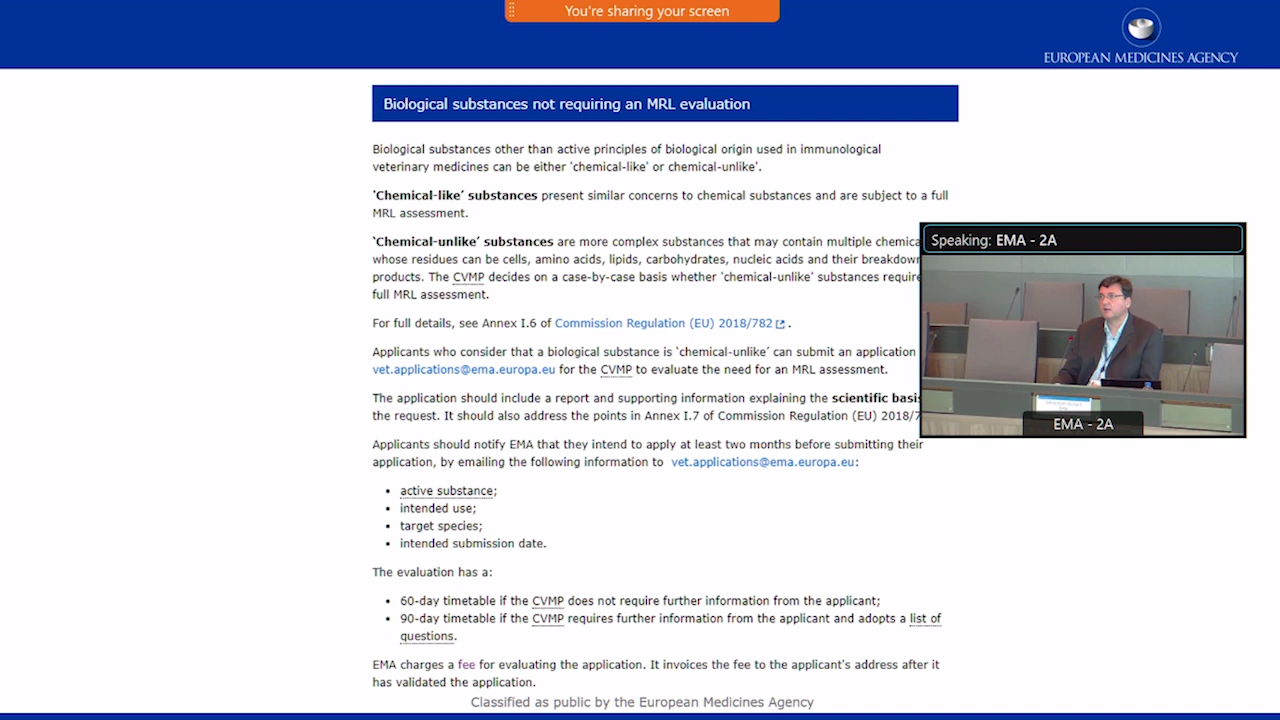 You're sharing your screen
EUROPEAN MEDICINES AGENCY
Biological substances not requiring an MRL evaluation
Biological substances other than active principles of biological origin used in immunological
veterinary medicines can be either 'chemical-like' or chemical-unlike'.
'Chemical-like' substances present similar concerns to chemical substances and are subject to a full
MRL assessment.
'Chemical-unlike' substances are more complex substances that may contain multiple chemica
whose residues can be cells, amino acids, lipids, carbohydrates, nucleic acids and their breakdown
products. The CVMP decides on a case-by-case basis whether 'chemical-unlike' substances require
full MRL assessment.
For full details, see Annex I.6 of Commission Regulation (EU) 2018/782 .
Applicants who consider that a biological substance is 'chemical-unlike' can submit an application
vet.applications@ema.europa.eu for the CVMP to evaluate the need for an MRL assessment.
The application should include a report and supporting information explaining the scientific basis
the request. It should also address the points in Annex I.7 of Commission Regulation (EU) 2018/7
Applicants should notify EMA that they intend to apply at least two months before submitting their
application, by emailing the following information to vet.applications@ema.europa.eu:
• active substance;
• intended use;
• target species;
• intended submission date.
The evaluation has a:
• 60-day timetable if the CVMP does not require further information from the applicant;
• 90-day timetable if the CVMP requires further information from the applicant and adopts a list of
questions.
EMA charges a fee for evaluating the application. It invoices the fee to the applicant's address after it
has validated the application.
Classified as public by the European Medicines Agency
Speaking: EMA - 2A
EMA - 2A